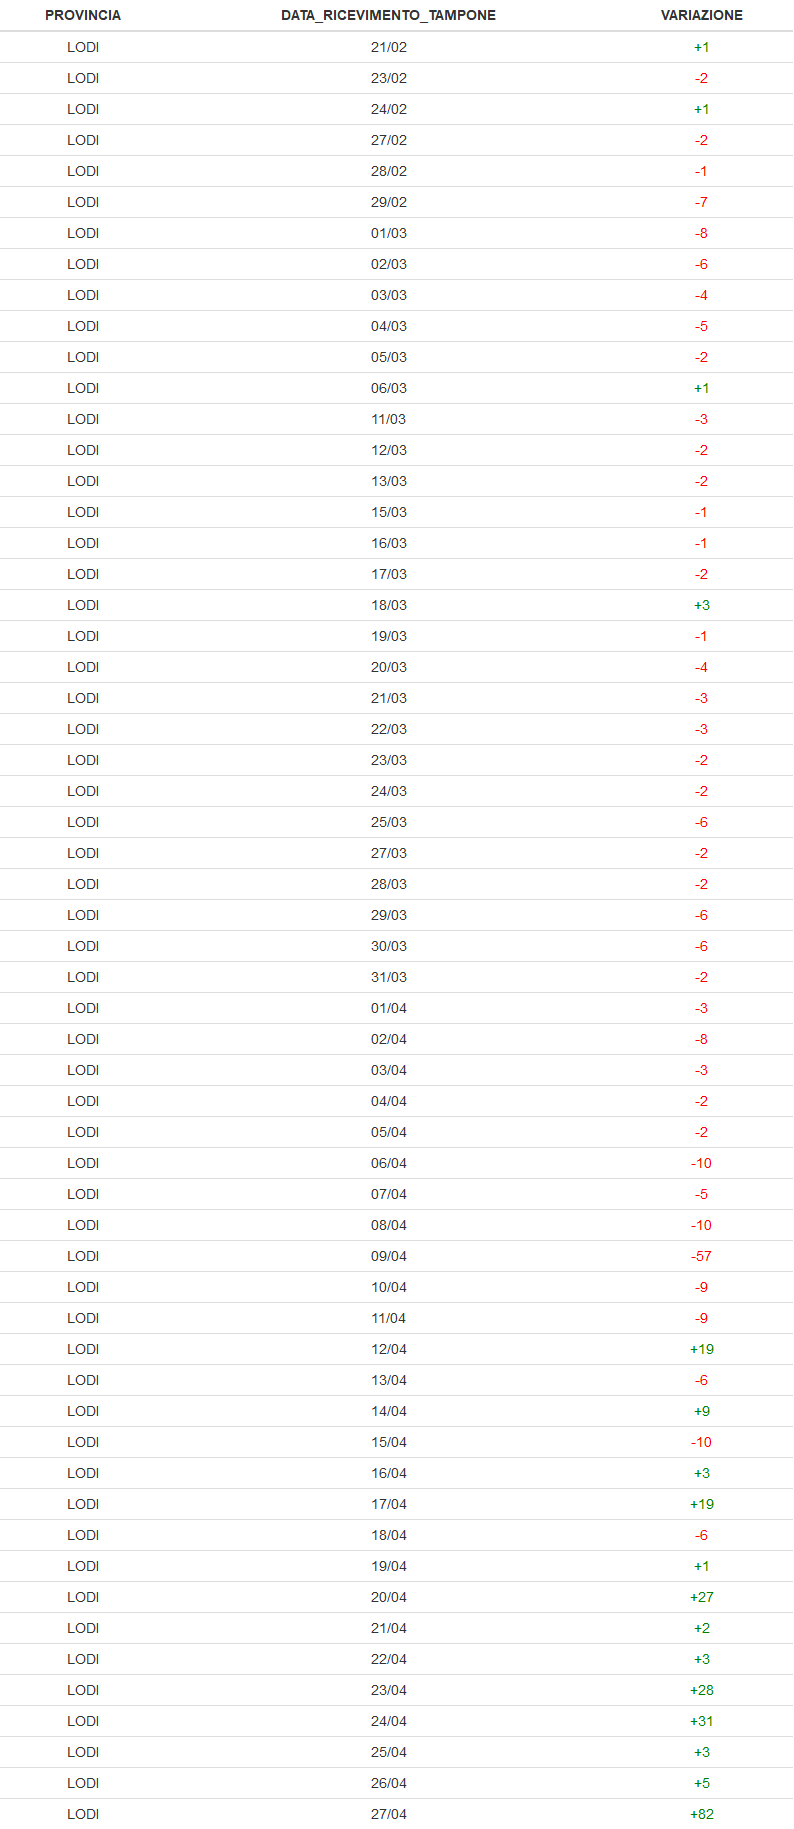 PROVINCIA DATA_RICEVIMENTO_TAMPONE VARIAZIONE
LODI 21/02 +1
LODI 23/02 -2
LODI 24/02 +1
LODI 27/02 -2
LODI 28/02 -1
LODI 29/02 -7
LODI 01/03 -8
LODI 02/03 -6
LODI 03/03 -4
LODI 04/03 -5
LODI 05/03 -2
LODI 06/03 +1
LODI 11/03 -3
LODI 12/03 -2
LODI 13/03 -2
LODI 15/03 -1
LODI 16/03 -1
LODI 17/03 -2
LODI 18/03 +3
LODI 19/03 -1
LODI 20/03 -4
LODI 21/03 -3
LODI 22/03 -3
LODI 23/03 -2
LODI 24/03 -2
LODI 25/03 -6
LODI 27/03 -2
LODI 28/03 -2
LODI 29/03 -6
LODI 30/03 -6
LODI 31/03 -2
LODI 01/04 -3
LODI 02/04 -8
LODI 03/04 -3
LODI 04/04 -2
LODI 05/04 -2
LODI 06/04 -10
LODI 07/04 -5
LODI 08/04 -10
LODI 09/04 -57
LODI 10/04 -9
LODI 11/04 -9
LODI 12/04 +19
LODI 13/04 -6
LODI 14/04 +9
LODI 15/04 -10
LODI 16/04 +3
LODI 17/04 +19
LODI 18/04 -6
LODI 19/04 +1
LODI 20/04 +27
LODI 21/04 +2
LODI 22/04 +3
LODI 23/04 +28
LODI 24/04 +31
LODI 25/04 +3
LODI 26/04 +5
LODI 27/04 +82